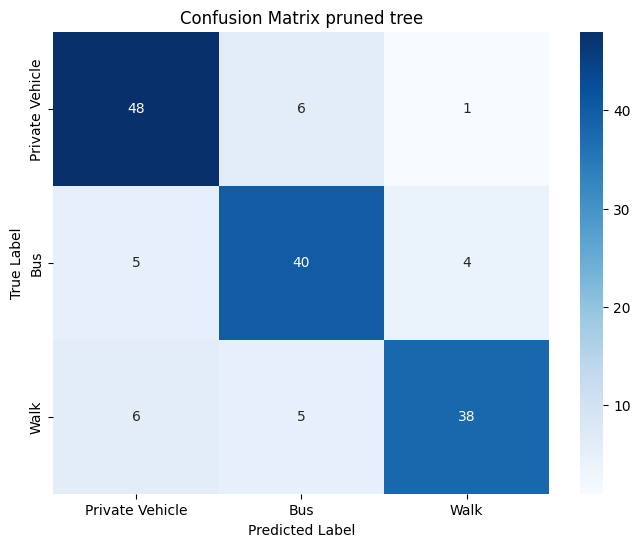 Confusion Matrix pruned tree
True Label
Private Vehicle
48 6 1
Bus
5 40 4
Walk
6 5 38
Private Vehicle Bus Walk
Predicted Label
40
30
20
10